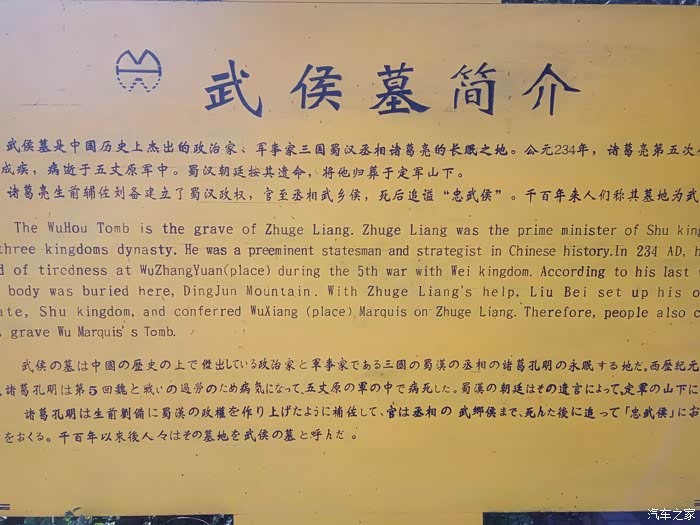 武侯墓简介
武侯墓是中国历史上杰出的政治家、军事家三国蜀汉丞相诸葛亮的长眠之地。公元234年，诸葛亮第五次
成疾，病逝于五丈原军中。蜀汉朝廷按其遗命，将他归葬于定军山下。
诸葛亮生前辅佐刘备建立了蜀汉政权，官至丞相武乡侯，死后追谥“忠武侯”。千百年来人们称其墓地为武
The WuHou Tomb is the grave of Zhuge Liang. Zhuge Liang was the prime minister of Shu king
three kingdoms dynasty. He was a preeminent statesman and strategist in Chinese history.In 234 AD, h
d of tiredness at WuZhangYuan(place) during the 5th war with Wei kingdom. According to his last
body was buried here, DingJun Mountain. With Zhuge Liang's help, Liu Bei set up his o
ate, Shu kingdom, and conferred WuXiang (place) Marquis on Zhuge Liang. Therefore, people also c
s grave Wu Marquis's Tomb.
武侯の墓は中國の歴史の上で傑出している政治家と軍事家である三國の蜀漢の丞相の諸葛孔明の永眠する地だ。西歴紀元
諸葛孔明は第5回魏と戦いの過労のため病気になって、五丈原の軍の中で病死した。蜀漢の朝廷はその遺言によって、定軍の山下に
諸葛孔明は生前劉備に蜀漢の政權を作り上げたように補佐して、官は丞相の 武郷侯まで、死んだ後に追って「忠武侯」にお
をおくる。千百年以來後人々はその墓地を武侯の墓と呼んだ。
汽车之家